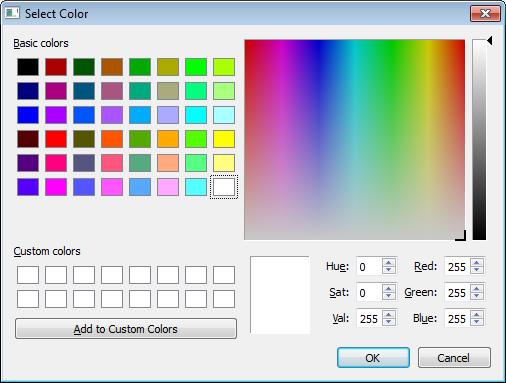 Select Color
Basic colors
Custom colors
Add to Custom Colors
Hue: 0 Red: 255
Sat: 0 Green: 255
Val: 255 Blue: 255
OK Cancel